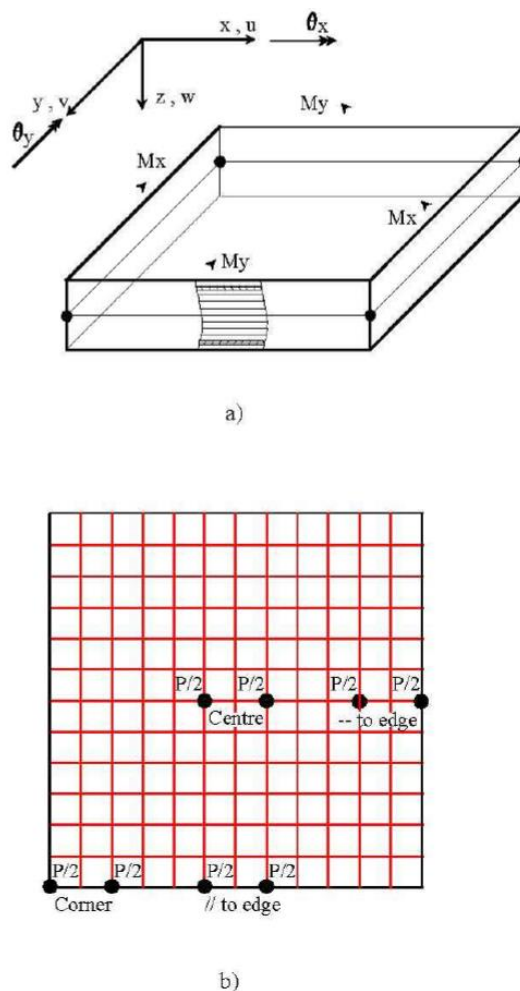 x , u
θx
z , w
y , v
θy
My
Mx
Mx
My
a)
P/2 P/2 P/2 P/2
Centre -- to edge
P/2 P/2 P/2 P/2
Corner // to edge
b)